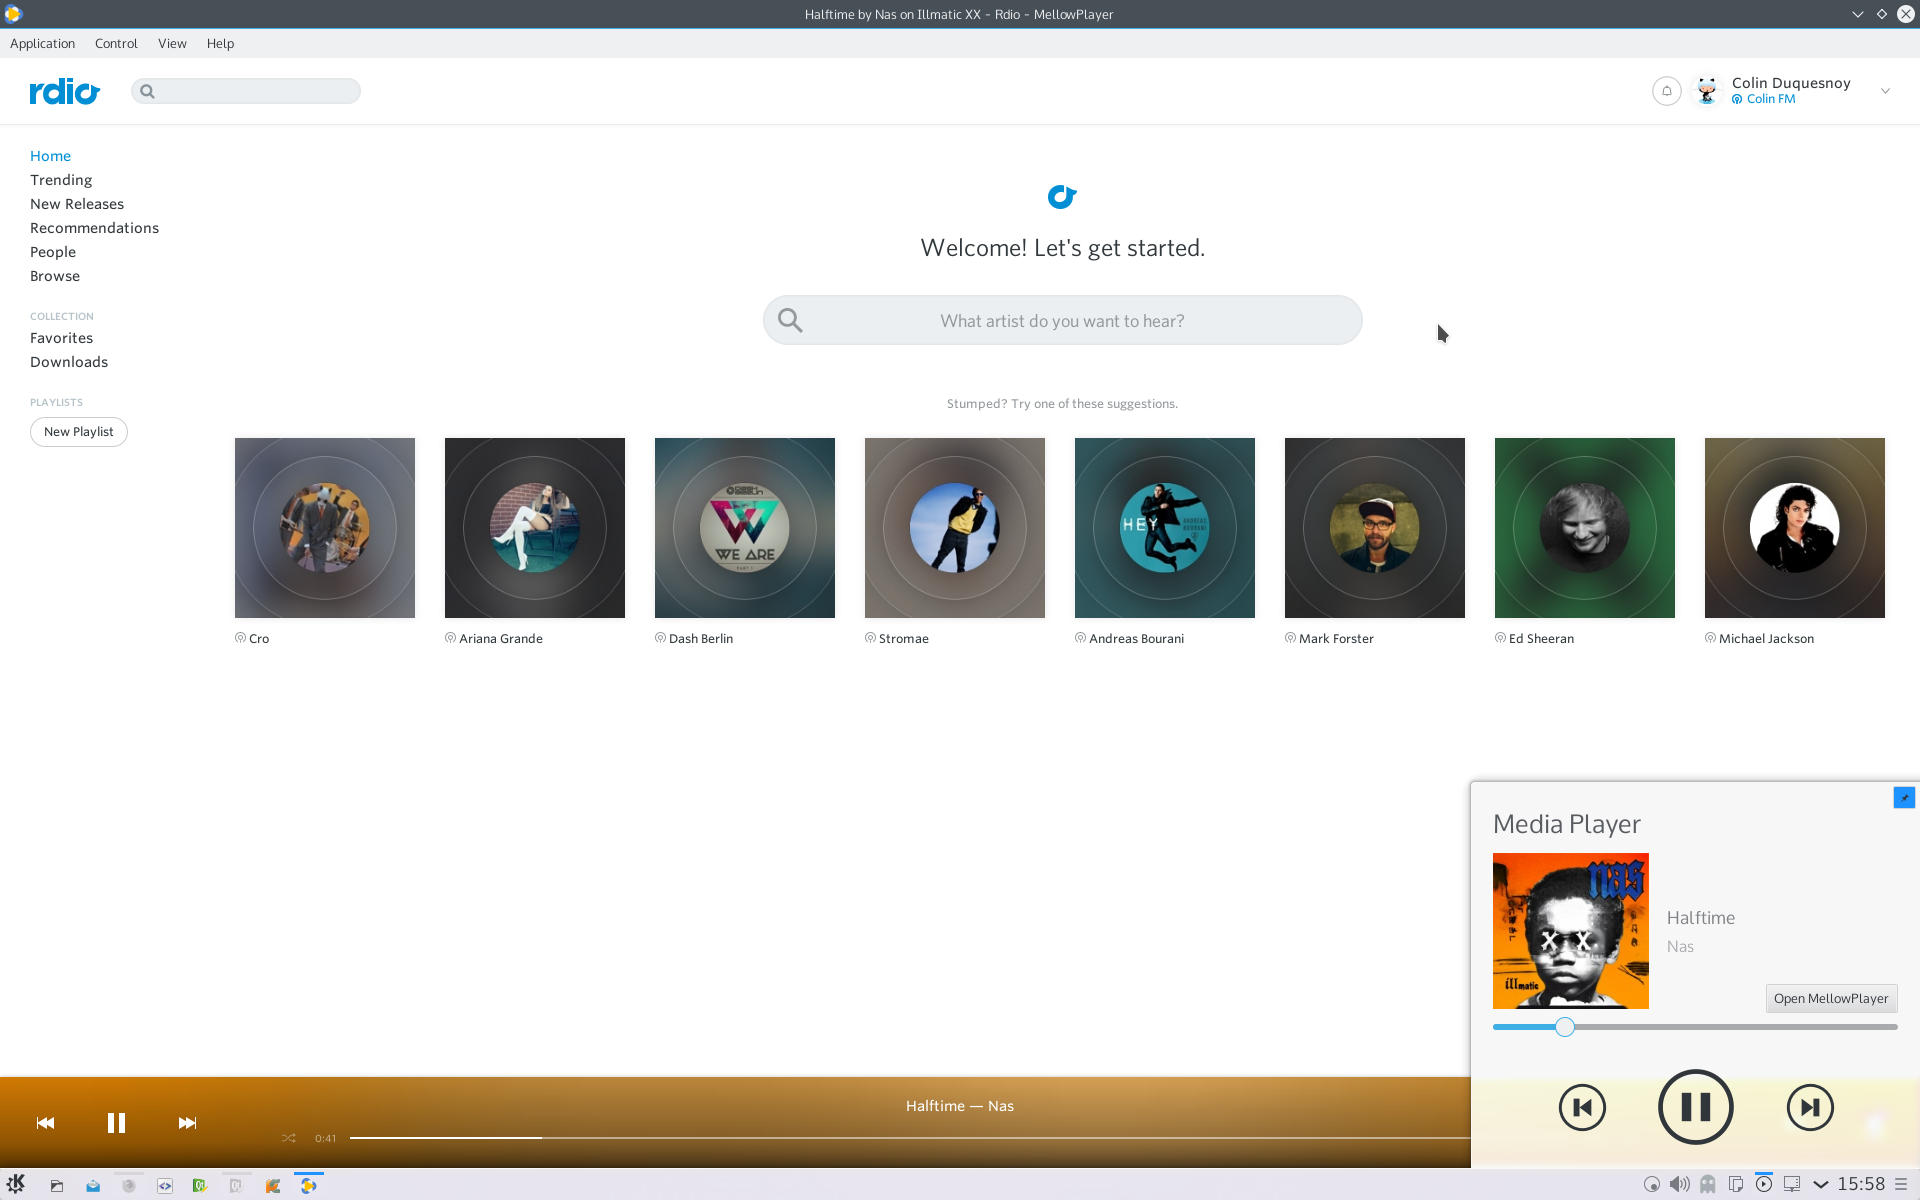 Halftime by Nas on Illmatic XX - Rdio - MellowPlayer
Application Control View Help
rdio
Colin Duquesnoy
Colin FM
Home
Trending
New Releases
Recommendations
People
Browse
COLLECTION
Favorites
Downloads
PLAYLISTS
New Playlist
Welcome! Let's get started.
What artist do you want to hear?
Stumped? Try one of these suggestions.
WE ARE
PART 1
HEY
ANDREAS
BOURANI
Cro
Ariana Grande
Dash Berlin
Stromae
Andreas Bourani
Mark Forster
Ed Sheeran
Michael Jackson
Media Player
nas
illmatic
Halftime
Nas
Open MellowPlayer
Halftime — Nas
0:41
15:58